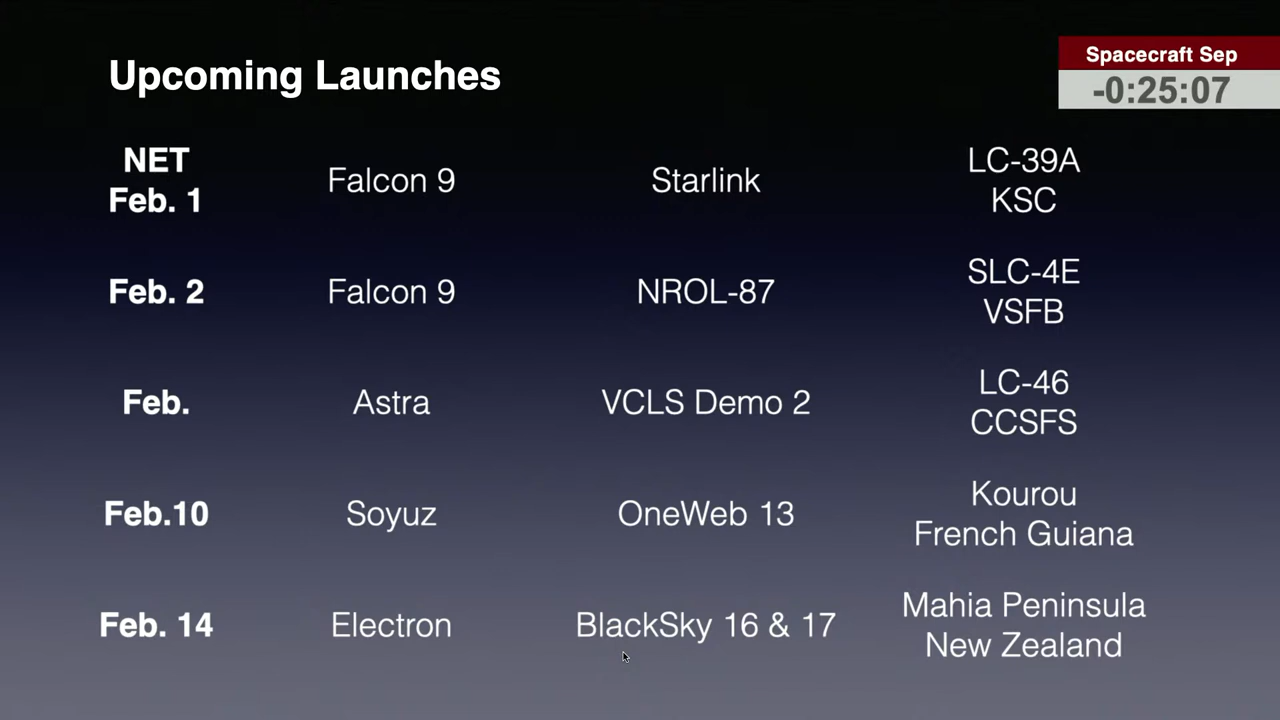 Upcoming Launches
Spacecraft Sep
-0:25:07
NET
Feb. 1
Falcon 9
Starlink
LC-39A
KSC
Feb. 2
Falcon 9
NROL-87
SLC-4E
VSFB
Feb.
Astra
VCLS Demo 2
LC-46
CCSFS
Feb.10
Soyuz
OneWeb 13
Kourou
French Guiana
Feb. 14
Electron
BlackSky 16 & 17
Mahia Peninsula
New Zealand